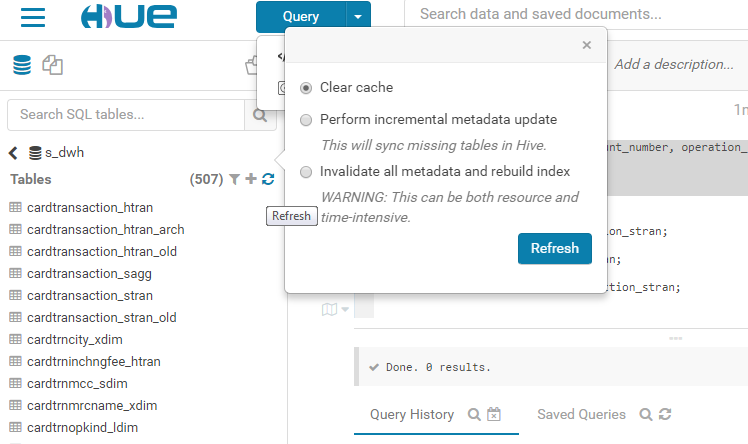 HUE
Query
Search data and saved documents...
Add a description...
Search SQL tables...
s_dwh
Tables (507)
cardtransaction_htran
cardtransaction_htran_arch
cardtransaction_htran_old
cardtransaction_sagg
cardtransaction_stran
cardtransaction_stran_old
cardtrncity_xdim
cardtrninchngfee_htran
cardtrnmcc_sdim
cardtrnmrcname_xdim
cardtrnopkind_ldim
Refresh
×
Clear cache
Perform incremental metadata update
This will sync missing tables in Hive.
Invalidate all metadata and rebuild index
WARNING: This can be both resource and
time-intensive.
Refresh
1m
nt_number, operation_
ion_stran;
an;
ction_stran;
Done. 0 results.
Query History
Saved Queries